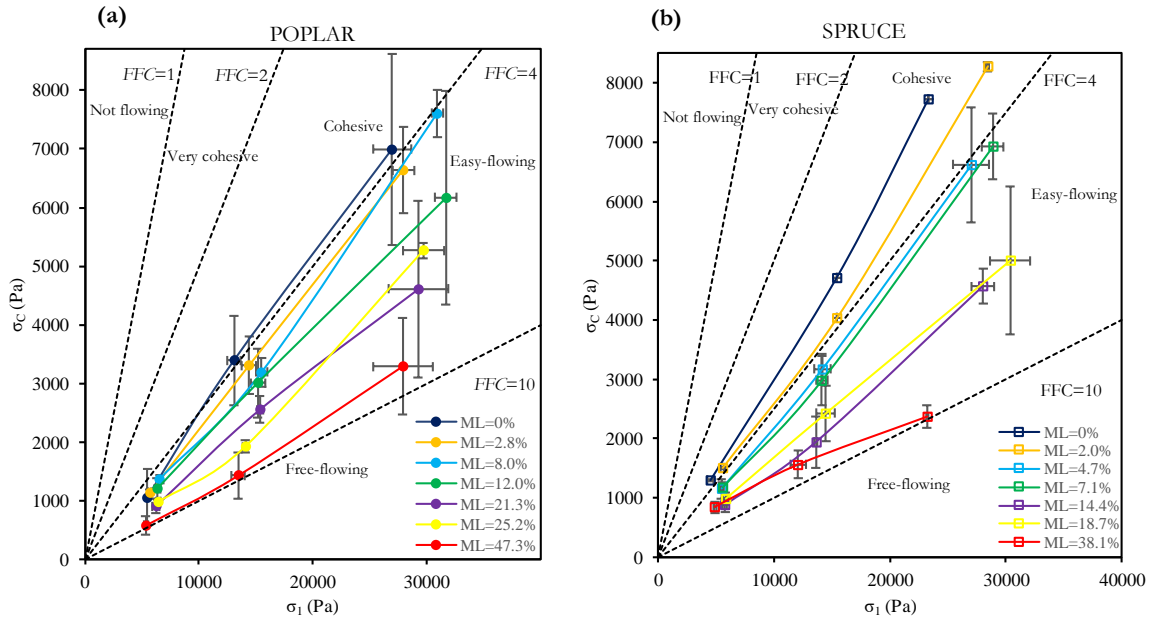 (a)
POPLAR
FFC=1
FFC=2
FFC=4
Not flowing
Very cohesive
Cohesive
Easy-flowing
FFC=10
Free-flowing
8000
7000
6000
5000
4000
3000
2000
1000
0
σC (Pa)
0 10000 20000 30000
σ1 (Pa)
ML=0%
ML=2.8%
ML=8.0%
ML=12.0%
ML=21.3%
ML=25.2%
ML=47.3%
(b)
SPRUCE
FFC=1
FFC=2
FFC=4
Not flowing
Very cohesive
Cohesive
Easy-flowing
FFC=10
Free-flowing
8000
7000
6000
5000
4000
3000
2000
1000
0
σC (Pa)
0 10000 20000 30000 40000
σ1 (Pa)
ML=0%
ML=2.0%
ML=4.7%
ML=7.1%
ML=14.4%
ML=18.7%
ML=38.1%